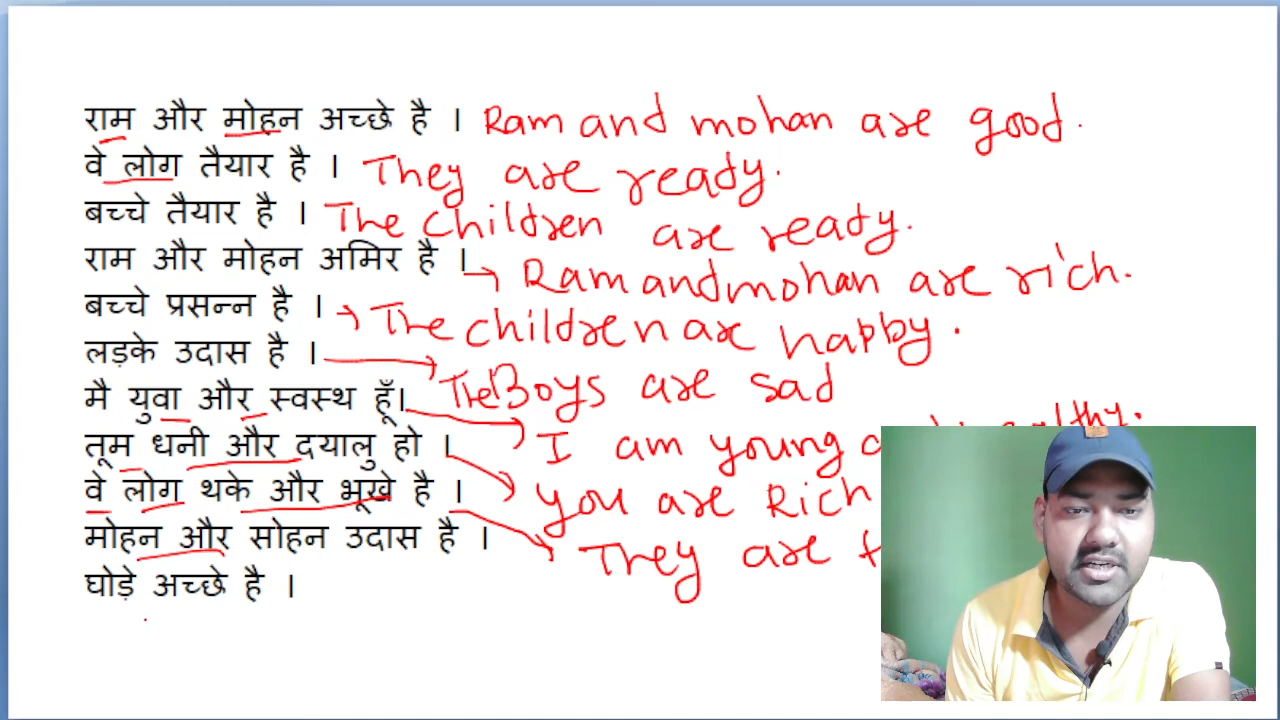 राम और मोहन अच्छे है । Ram and mohan are good.
वे लोग तैयार है । They are ready.
बच्चे तैयार है । The children are ready.
राम और मोहन अमिर है । Ram and mohan are rich.
बच्चे प्रसन्न है । The children are happy.
लड़के उदास है । The Boys are sad
मै युवा और स्वस्थ हूँ। I am young
तूम धनी और दयालु हो । you are Rich
वे लोग थके और भूखे है । They are
मोहन और सोहन उदास है ।
घोड़े अच्छे है ।